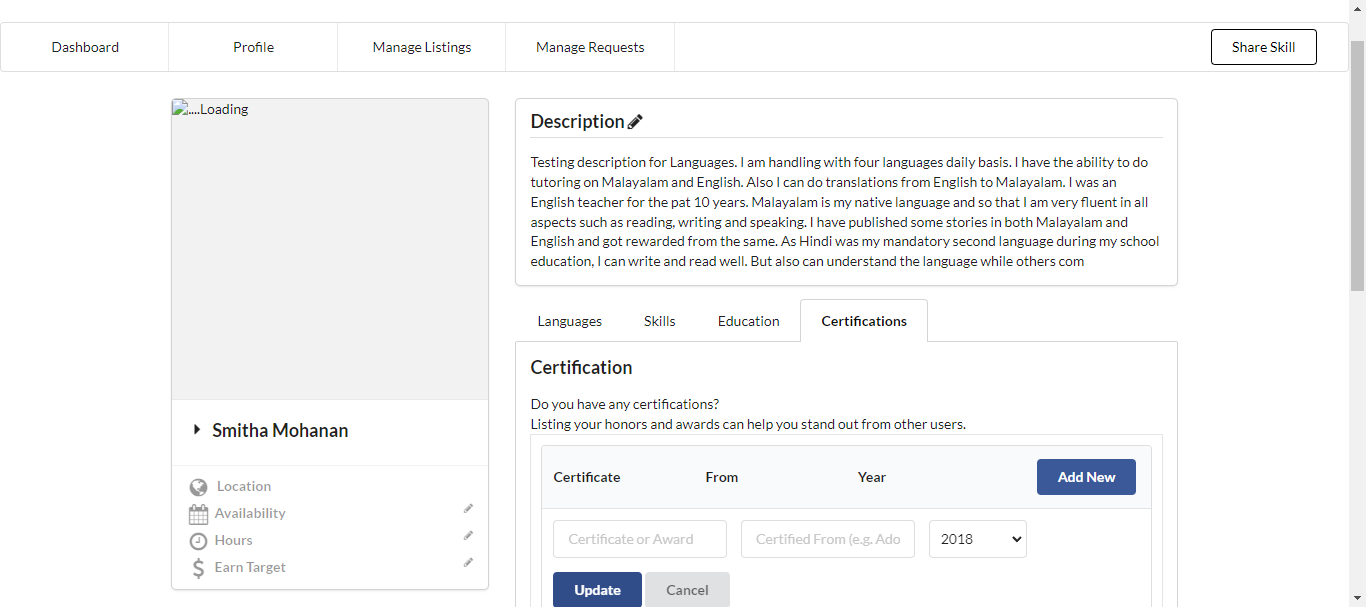 Dashboard
Profile
Manage Listings
Manage Requests
Share Skill
....Loading
Smitha Mohanan
Location
Availability
Hours
Earn Target
Description
Testing description for Languages. I am handling with four languages daily basis. I have the ability to do
tutoring on Malayalam and English. Also I can do translations from English to Malayalam. I was an
English teacher for the pat 10 years. Malayalam is my native language and so that I am very fluent in all
aspects such as reading, writing and speaking. I have published some stories in both Malayalam and
English and got rewarded from the same. As Hindi was my mandatory second language during my school
education, I can write and read well. But also can understand the language while others com
Languages
Skills
Education
Certifications
Certification
Do you have any certifications?
Listing your honors and awards can help you stand out from other users.
Certificate
From
Year
Add New
Certificate or Award
Certified From (e.g. Ado
2018
Update
Cancel